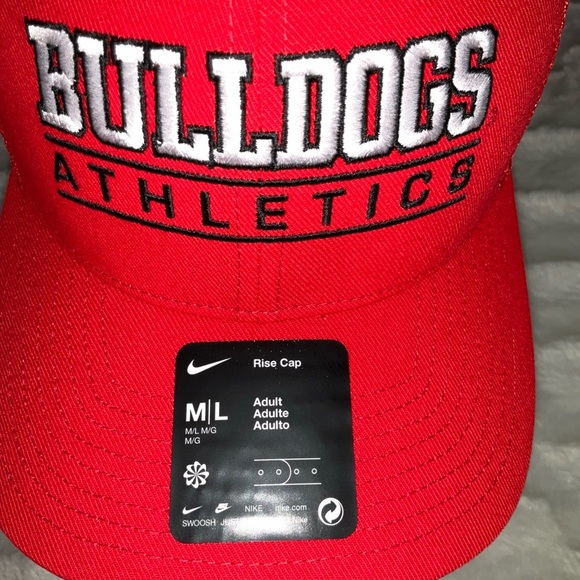 BULLDOGS
ATHLETICS
Rise Cap
M|L
Adult
M/L M/G
Adulte
M/G
Adulto
NIKE
nike.com
SWOOSH